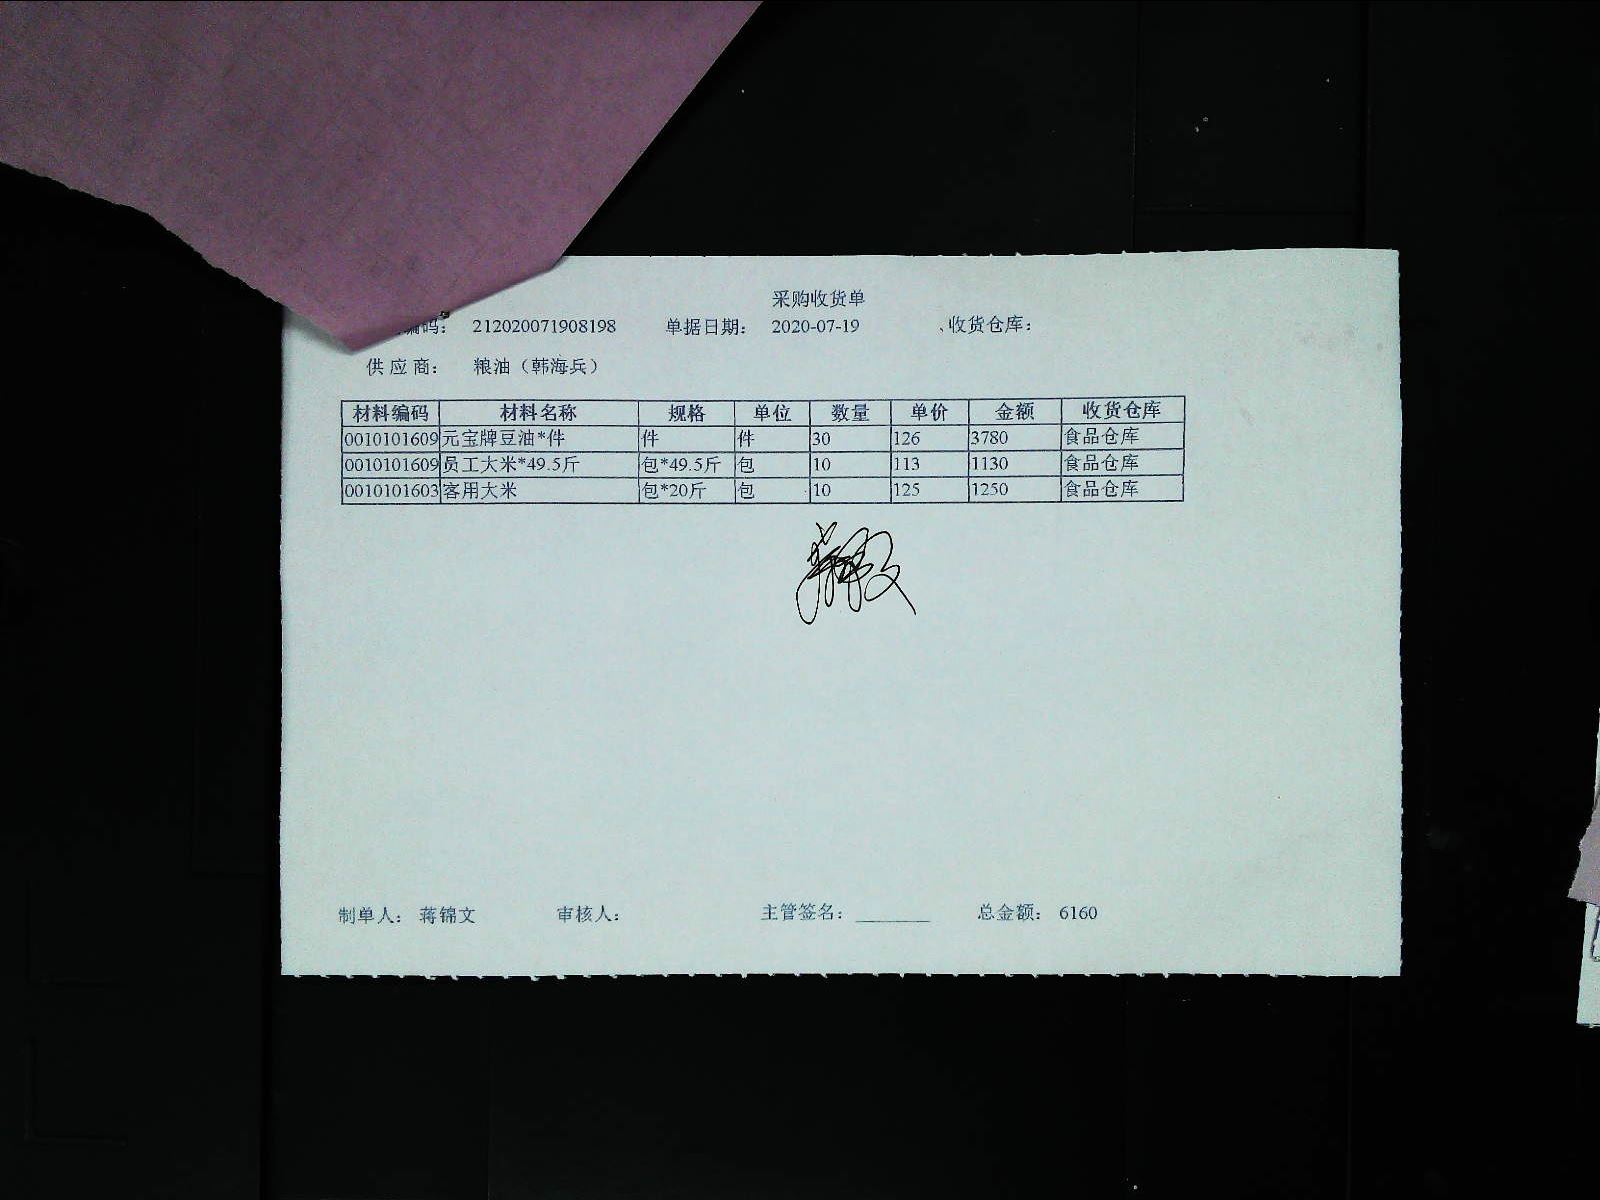 采购收货单
编码： 212020071908198 单据日期： 2020-07-19 、收货仓库：
供应商： 粮油（韩海兵）
材料编码 材料名称 规格 单位 数量 单价 金额 收货仓库
0010101609 元宝牌豆油*件 件 件 30 126 3780 食品仓库
0010101609 员工大米*49.5斤 包*49.5斤 包 10 113 1130 食品仓库
0010101603 客用大米 包*20斤 包 10 125 1250 食品仓库
制单人： 蒋锦文 审核人： 主管签名： ________ 总金额： 6160